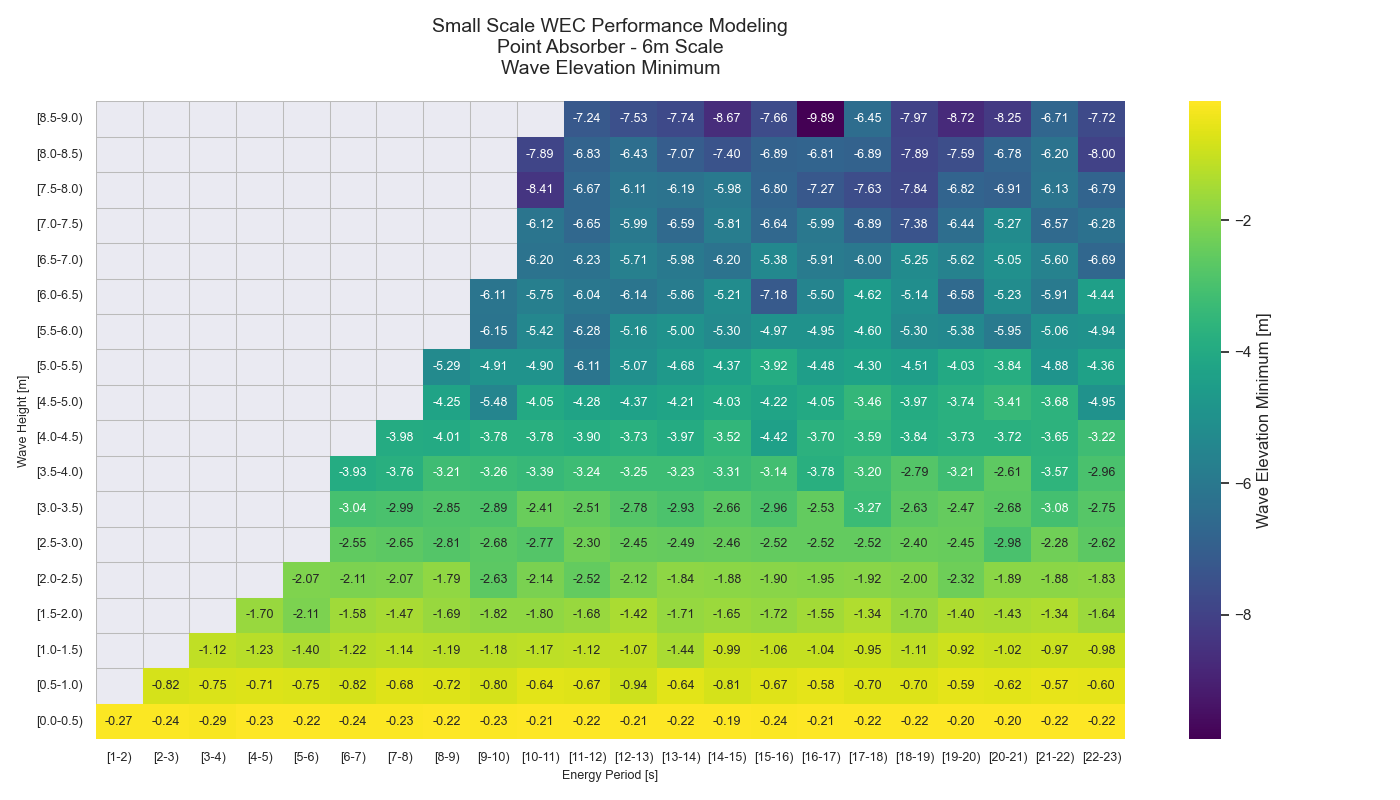 Small Scale WEC Performance Modeling
Point Absorber - 6m Scale
Wave Elevation Minimum
[8.5-9.0) -7.24 -7.53 -7.74 -8.67 -7.66 -9.89 -6.45 -7.97 -8.72 -8.25 -6.71 -7.72
[8.0-8.5) -7.89 -6.83 -6.43 -7.07 -7.40 -6.89 -6.81 -6.89 -7.89 -7.59 -6.78 -6.20 -8.00
[7.5-8.0) -8.41 -6.67 -6.11 -6.19 -5.98 -6.80 -7.27 -7.63 -7.84 -6.82 -6.91 -6.13 -6.79
[7.0-7.5) -6.12 -6.65 -5.99 -6.59 -5.81 -6.64 -5.99 -6.89 -7.38 -6.44 -5.27 -6.57 -6.28
[6.5-7.0) -6.20 -6.23 -5.71 -5.98 -6.20 -5.38 -5.91 -6.00 -5.25 -5.62 -5.05 -5.60 -6.69
[6.0-6.5) -6.11 -5.75 -6.04 -6.14 -5.86 -5.21 -7.18 -5.50 -4.62 -5.14 -6.58 -5.23 -5.91 -4.44
[5.5-6.0) -6.15 -5.42 -6.28 -5.16 -5.00 -5.30 -4.97 -4.95 -4.60 -5.30 -5.38 -5.95 -5.06 -4.94
[5.0-5.5) -5.29 -4.91 -4.90 -6.11 -5.07 -4.68 -4.37 -3.92 -4.48 -4.30 -4.51 -4.03 -3.84 -4.88 -4.36
[4.5-5.0) -4.25 -5.48 -4.05 -4.28 -4.37 -4.21 -4.03 -4.22 -4.05 -3.46 -3.97 -3.74 -3.41 -3.68 -4.95
[4.0-4.5) -3.98 -4.01 -3.78 -3.78 -3.90 -3.73 -3.97 -3.52 -4.42 -3.70 -3.59 -3.84 -3.73 -3.72 -3.65 -3.22
[3.5-4.0) -3.93 -3.76 -3.21 -3.26 -3.39 -3.24 -3.25 -3.23 -3.31 -3.14 -3.78 -3.20 -2.79 -3.21 -2.61 -3.57 -2.96
[3.0-3.5) -3.04 -2.99 -2.85 -2.89 -2.41 -2.51 -2.78 -2.93 -2.66 -2.96 -2.53 -3.27 -2.63 -2.47 -2.68 -3.08 -2.75
[2.5-3.0) -2.55 -2.65 -2.81 -2.68 -2.77 -2.30 -2.45 -2.49 -2.46 -2.52 -2.52 -2.52 -2.40 -2.45 -2.98 -2.28 -2.62
[2.0-2.5) -2.07 -2.11 -2.07 -1.79 -2.63 -2.14 -2.52 -2.12 -1.84 -1.88 -1.90 -1.95 -1.92 -2.00 -2.32 -1.89 -1.88 -1.83
[1.5-2.0) -1.70 -2.11 -1.58 -1.47 -1.69 -1.82 -1.80 -1.68 -1.42 -1.71 -1.65 -1.72 -1.55 -1.34 -1.70 -1.40 -1.43 -1.34 -1.64
[1.0-1.5) -1.12 -1.23 -1.40 -1.22 -1.14 -1.19 -1.18 -1.17 -1.12 -1.07 -1.44 -0.99 -1.06 -1.04 -0.95 -1.11 -0.92 -1.02 -0.97 -0.98
[0.5-1.0) -0.82 -0.75 -0.71 -0.75 -0.82 -0.68 -0.72 -0.80 -0.64 -0.67 -0.94 -0.64 -0.81 -0.67 -0.58 -0.70 -0.70 -0.59 -0.62 -0.57 -0.60
[0.0-0.5) -0.27 -0.24 -0.29 -0.23 -0.22 -0.24 -0.23 -0.22 -0.23 -0.21 -0.22 -0.21 -0.22 -0.19 -0.24 -0.21 -0.22 -0.22 -0.20 -0.20 -0.22 -0.22
[1-2) [2-3) [3-4) [4-5) [5-6) [6-7) [7-8) [8-9) [9-10) [10-11) [11-12) [12-13) [13-14) [14-15) [15-16) [16-17) [17-18) [18-19) [19-20) [20-21) [21-22) [22-23)
Energy Period [s]
Wave Height [m]
−2
−4
−6
−8
Wave Elevation Minimum [m]